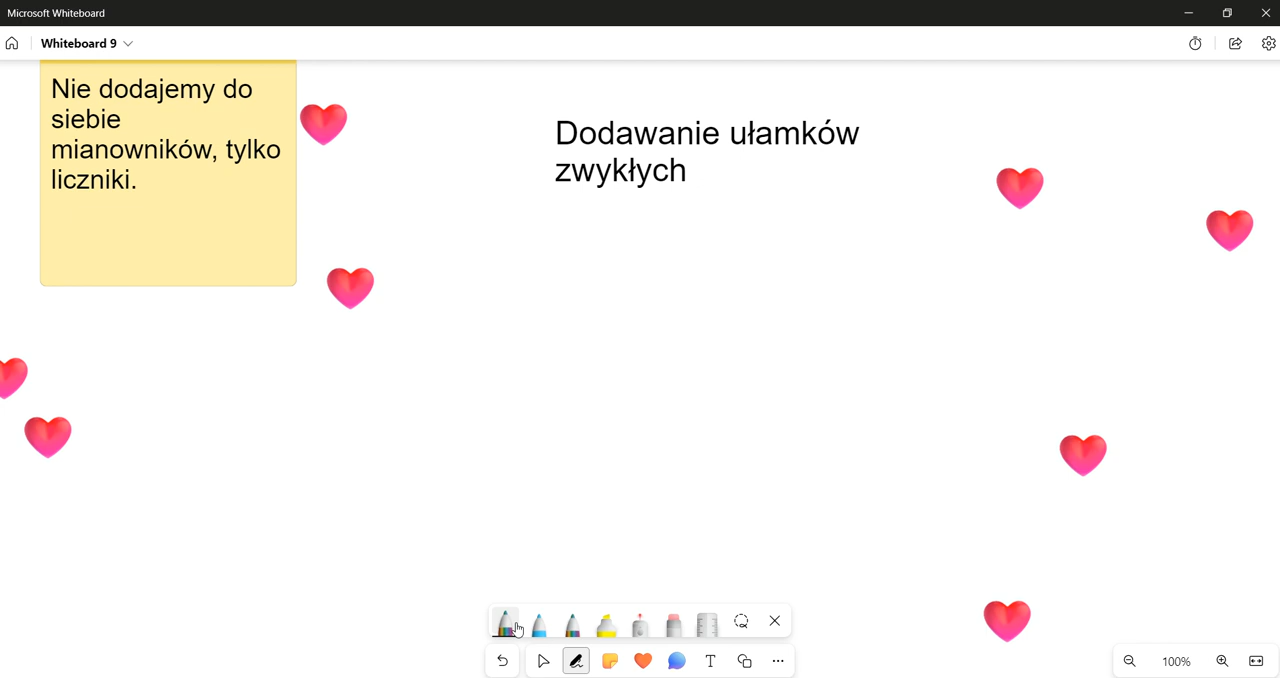 Microsoft Whiteboard
Whiteboard 9
Nie dodajemy do
siebie
mianowników, tylko
liczniki.
Dodawanie ułamków
zwykłych
T
100%